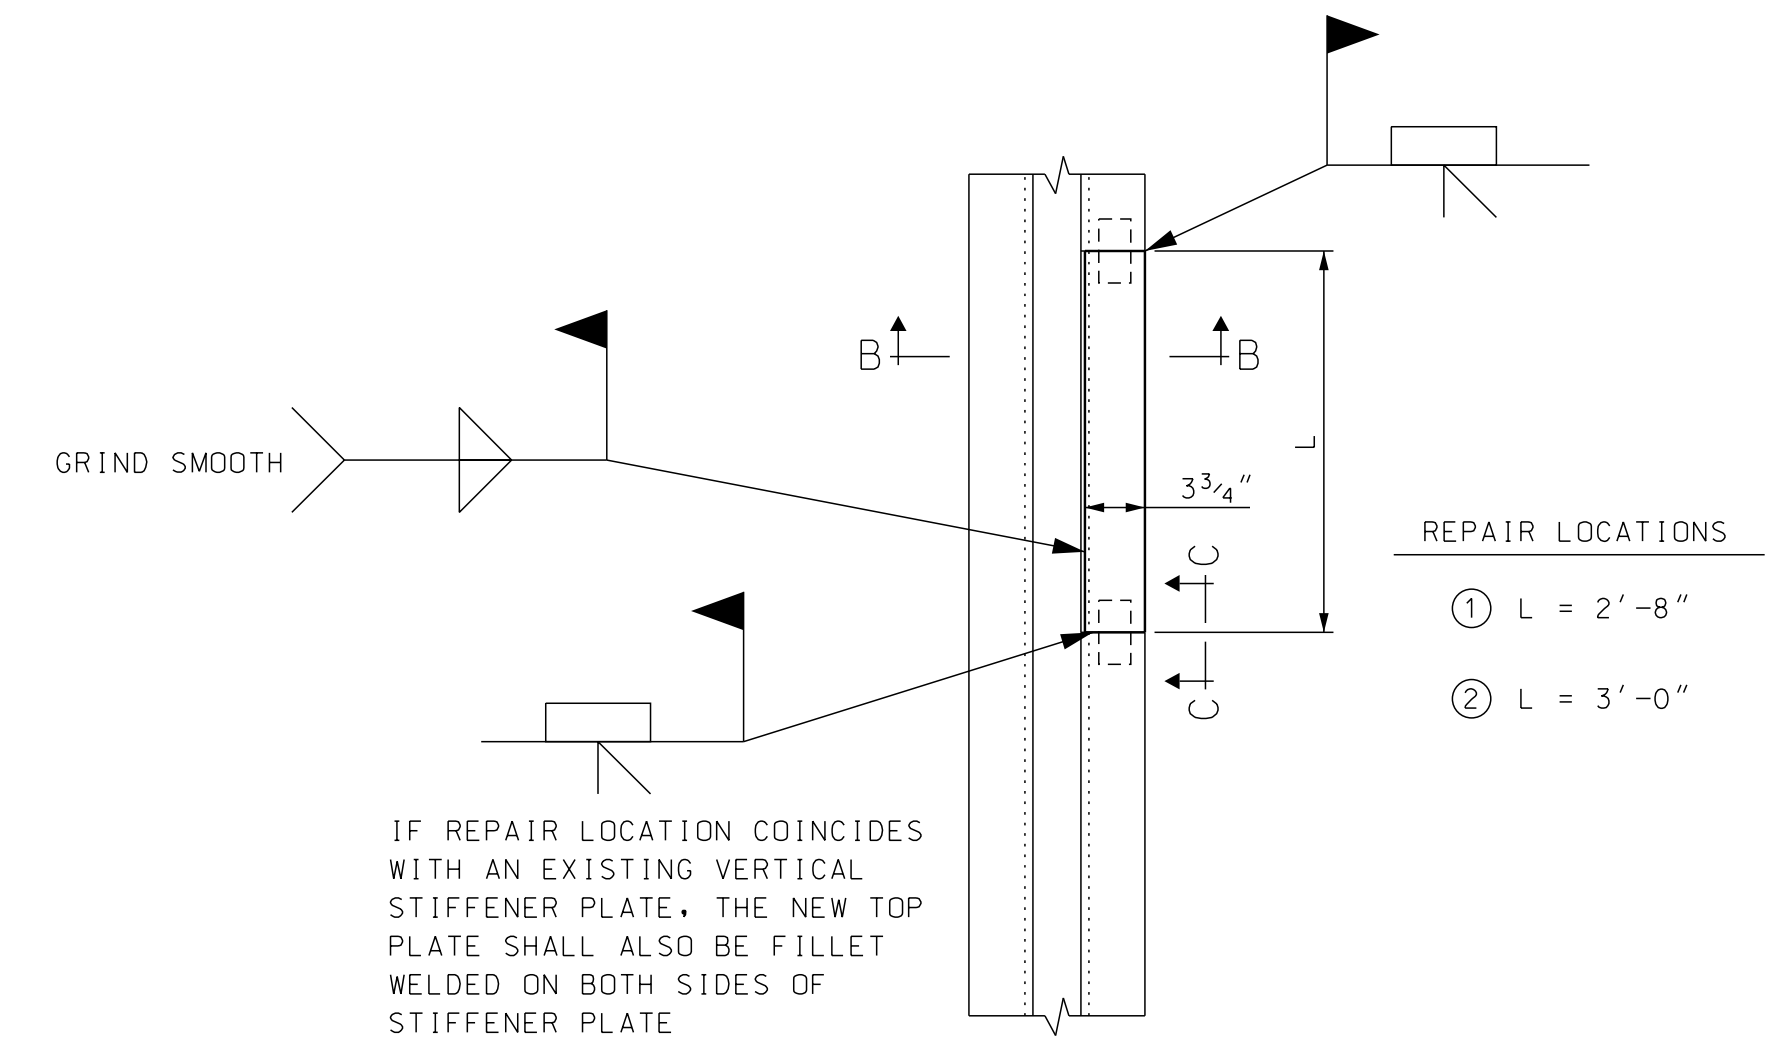 B
B
GRIND SMOOTH
L
3 3/4"
C
C
REPAIR LOCATIONS
1 L = 2'-8"
2 L = 3'-0"
IF REPAIR LOCATION COINCIDES
WITH AN EXISTING VERTICAL
STIFFENER PLATE, THE NEW TOP
PLATE SHALL ALSO BE FILLET
WELDED ON BOTH SIDES OF
STIFFENER PLATE